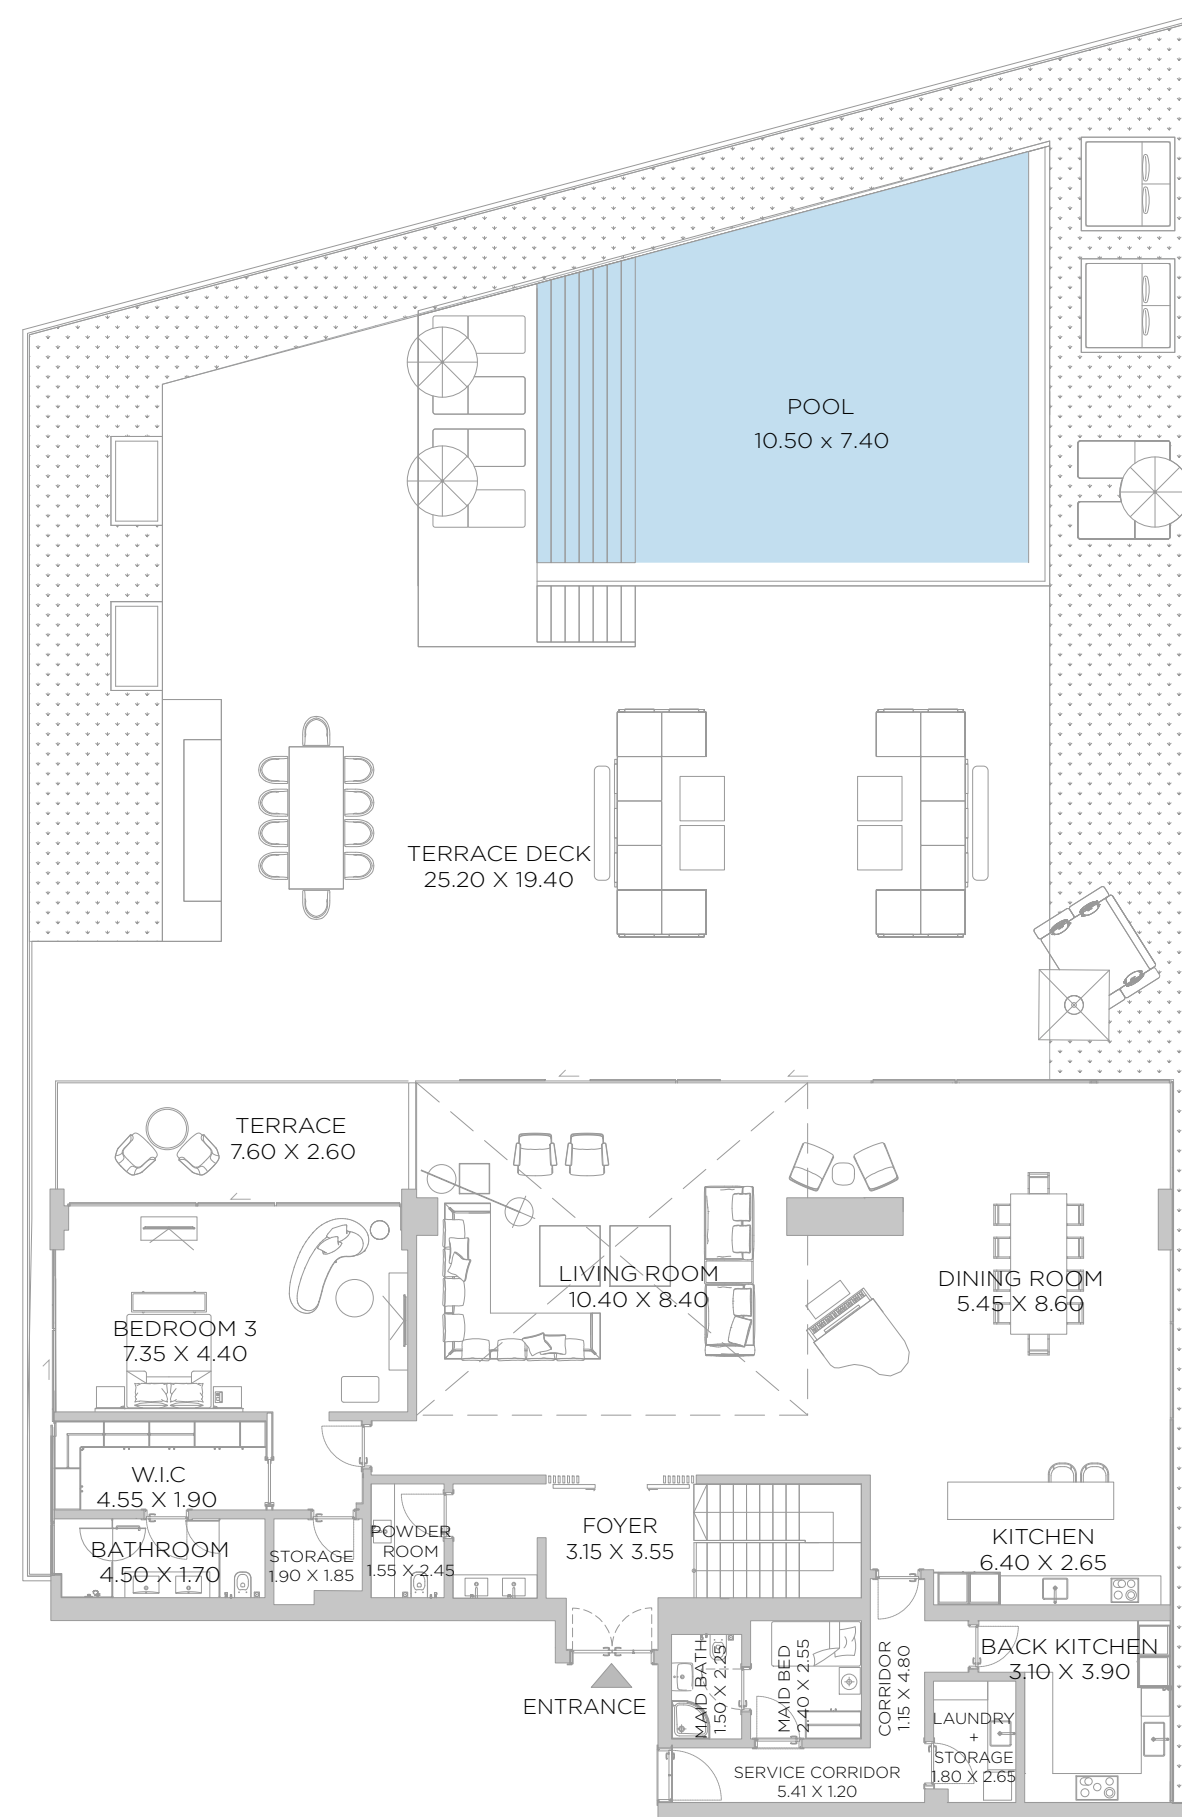 POOL
10.50 x 7.40
TERRACE DECK
25.20 X 19.40
TERRACE
7.60 X 2.60
LIVING ROOM
10.40 X 8.40
DINING ROOM
5.45 X 8.60
BEDROOM 3
7.35 X 4.40
W.I.C
4.55 X 1.90
BATHROOM
4.50 X 1.70
STORAGE
1.90 X 1.85
POWDER
ROOM
1.55 X 2.45
FOYER
3.15 X 3.55
KITCHEN
6.40 X 2.65
ENTRANCE
MAID BATH
1.50 X 2.25
MAID BED
2.40 X 2.55
CORRIDOR
1.15 X 4.80
BACK KITCHEN
3.10 X 3.90
LAUNDRY
+
STORAGE
1.80 X 2.65
SERVICE CORRIDOR
5.41 X 1.20